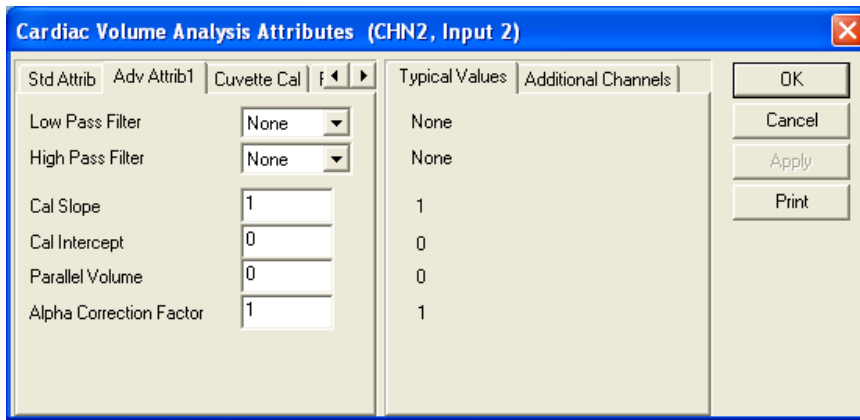 Cardiac Volume Analysis Attributes (CHN2, Input 2)
Std Attrib Adv Attrib1 Cuvette Cal
Typical Values Additional Channels
OK
Cancel
Apply
Print
Low Pass Filter None None
High Pass Filter None None
Cal Slope 1 1
Cal Intercept 0 0
Parallel Volume 0 0
Alpha Correction Factor 1 1